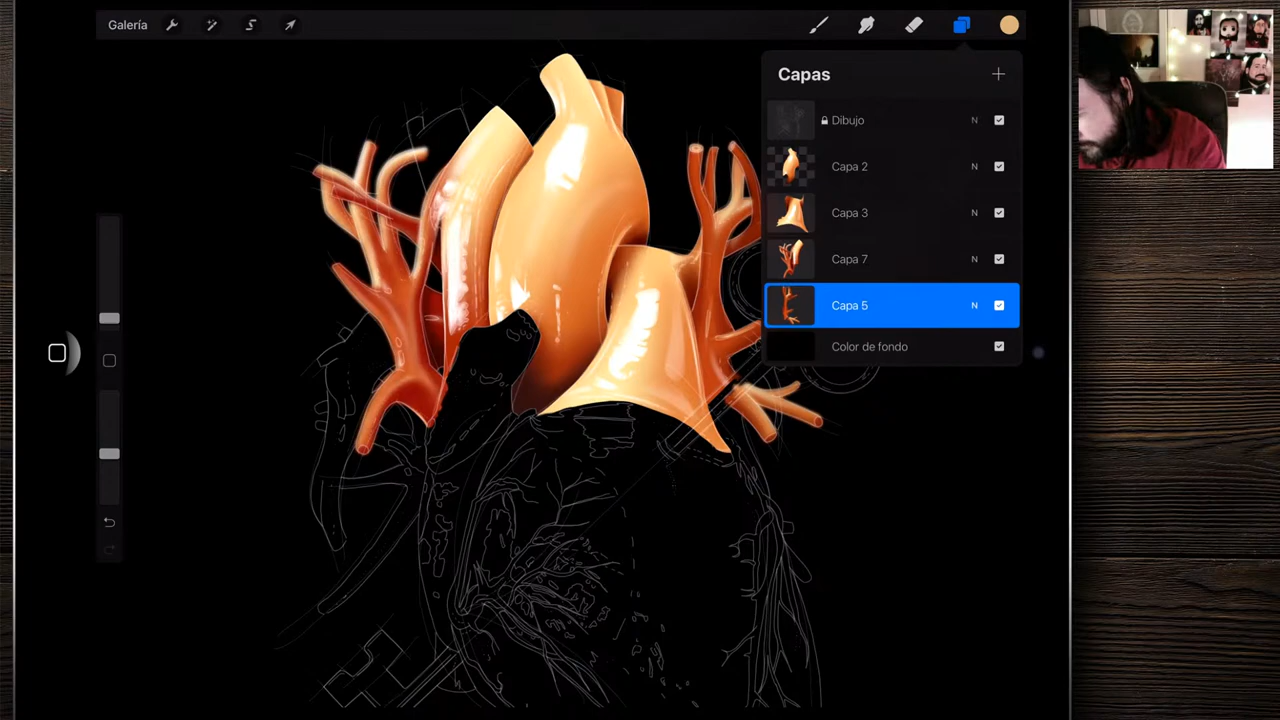 Galería
Capas
Dibujo N
Capa 2 N
Capa 3 N
Capa 7 N
Capa 5 N
Color de fondo